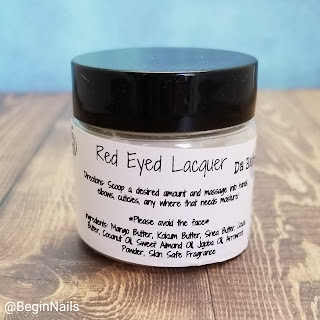 Red Eyed Lacquer
Da
Directions: Scoop a desired amount and massage into hands,
elbows, cuticles, any where that needs moisture!
*Please avoid the face*
Ingredients: Mango Butter, Kokum Butter, Shea Butter, Cocoa
Butter, Coconut Oil, Sweet Almond Oil, Jojoba Oil, Arrowroot
Powder, Skin Safe Fragrance
@BeginNails